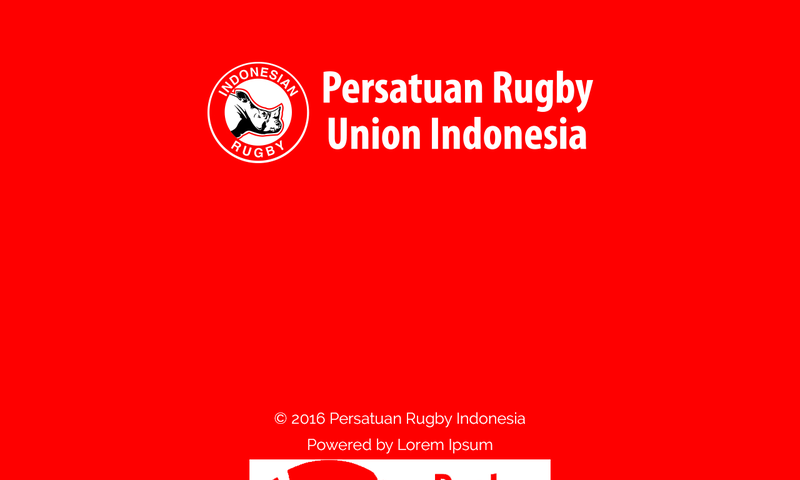 INDONESIAN
RUGBY
Persatuan Rugby
Union Indonesia
© 2016 Persatuan Rugby Indonesia
Powered by Lorem Ipsum